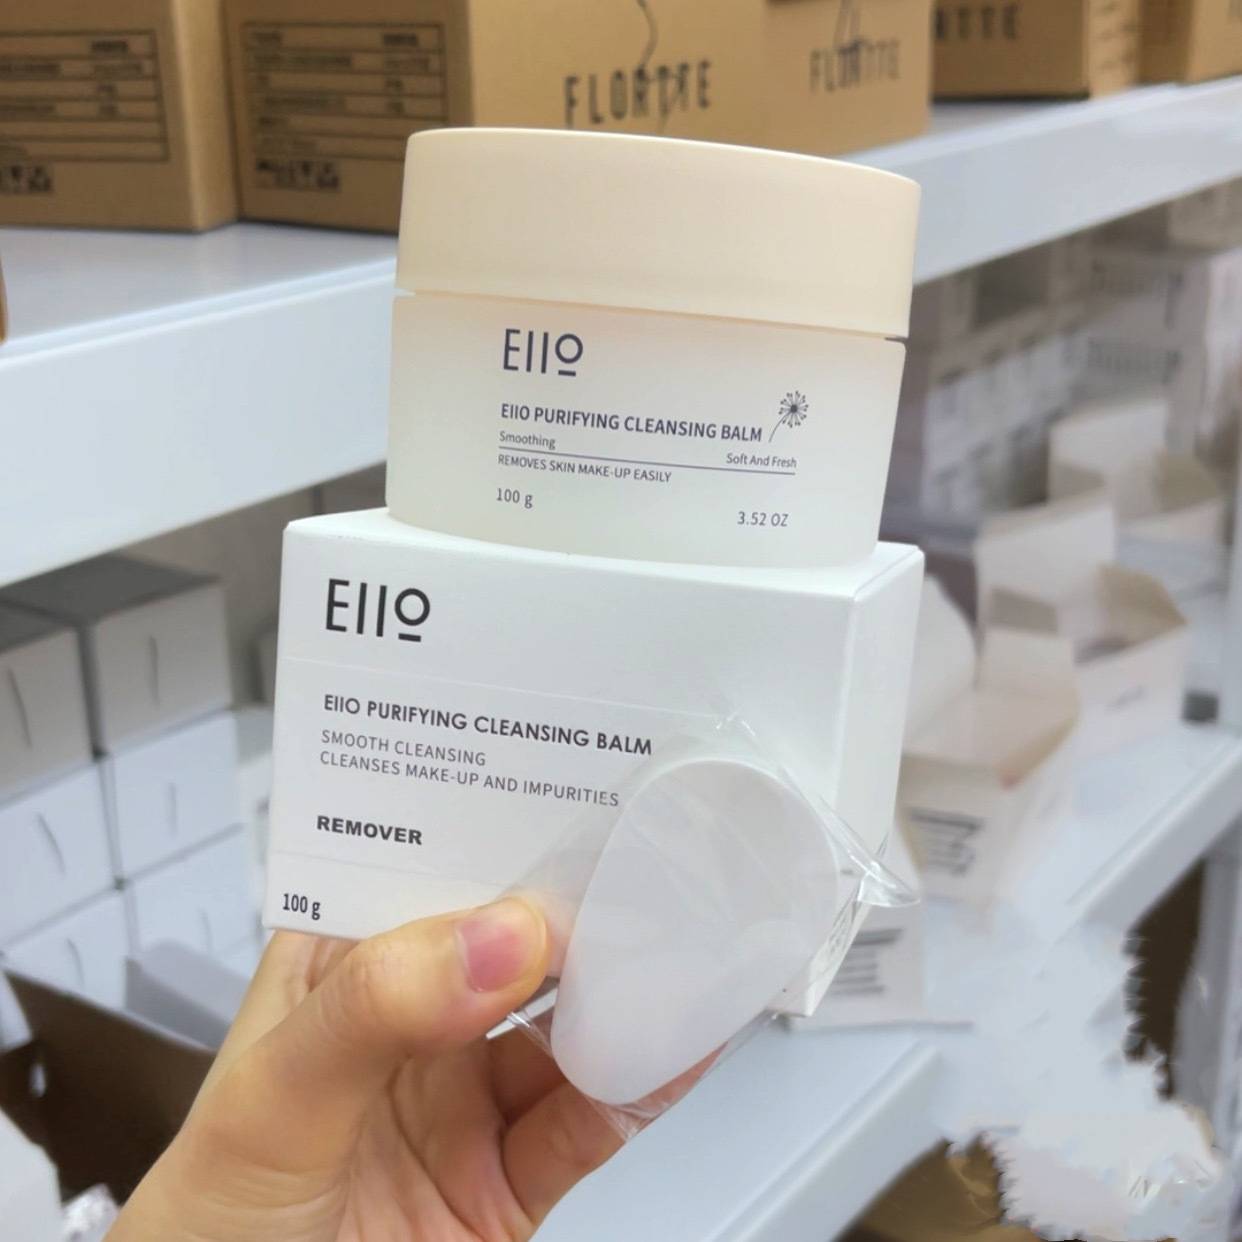 FLORTTE
FLORTTE
EIIO
EIIO PURIFYING CLEANSING BALM
Smoothing
Soft And Fresh
REMOVES SKIN MAKE-UP EASILY
100 g
3.52 OZ
EIIO
EIIO PURIFYING CLEANSING BALM
SMOOTH CLEANSING
CLEANSES MAKE-UP AND IMPURITIES
REMOVER
100 g